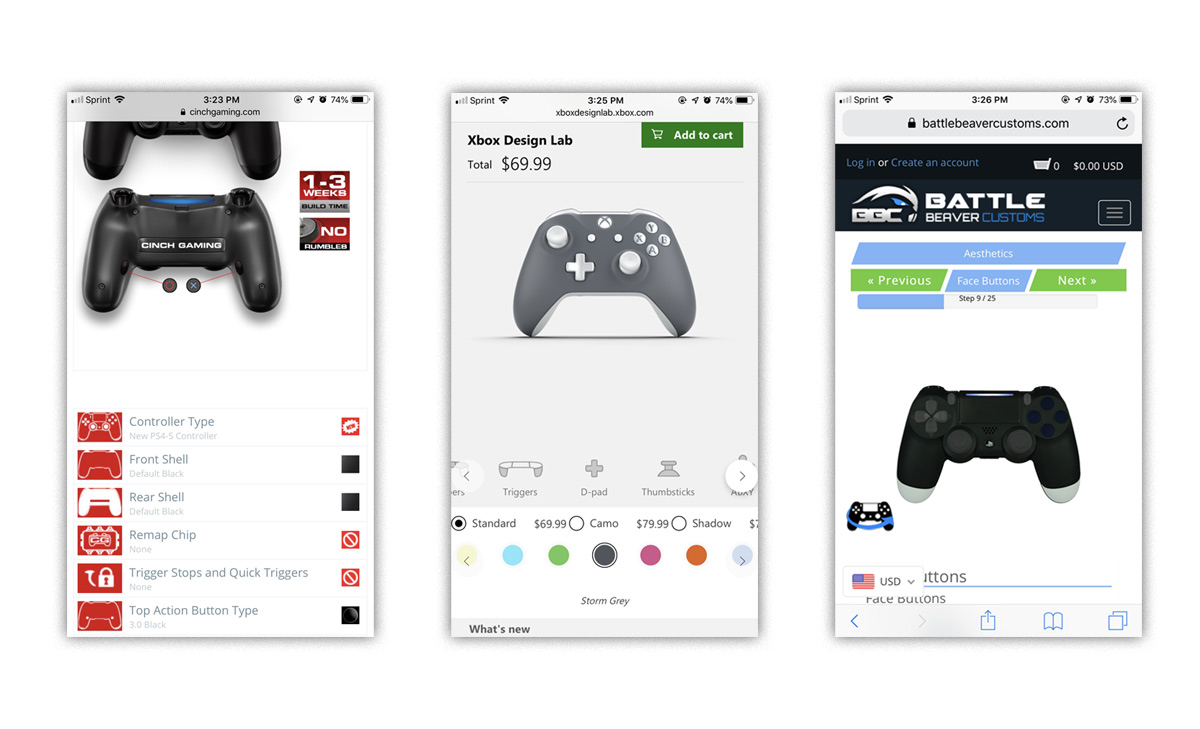 Sprint 3:23 PM 74%
cinchgaming.com
1-3
WEEKS
BUILD TIME
NO
RUMBLES
CINCH GAMING
Controller Type
New PS4-5 Controller
Front Shell
Default Black
Rear Shell
Default Black
Remap Chip
None
Trigger Stops and Quick Triggers
None
Top Action Button Type
3.0 Black
Sprint 3:25 PM 74%
xboxdesignlab.xbox.com
Xbox Design Lab
Add to cart
Total $69.99
Y
X B
A
ers Triggers D-pad Thumbsticks ABXY
Standard $69.99 Camo $79.99 Shadow $7
Storm Grey
What's new
Sprint 3:26 PM 73%
battlebeavercustoms.com
Log in or Create an account 0 $0.00 USD
BBC BATTLE
BEAVER CUSTOMS
Aesthetics
« Previous Face Buttons Next »
Step 9 / 25
USD uttons
Face Buttons